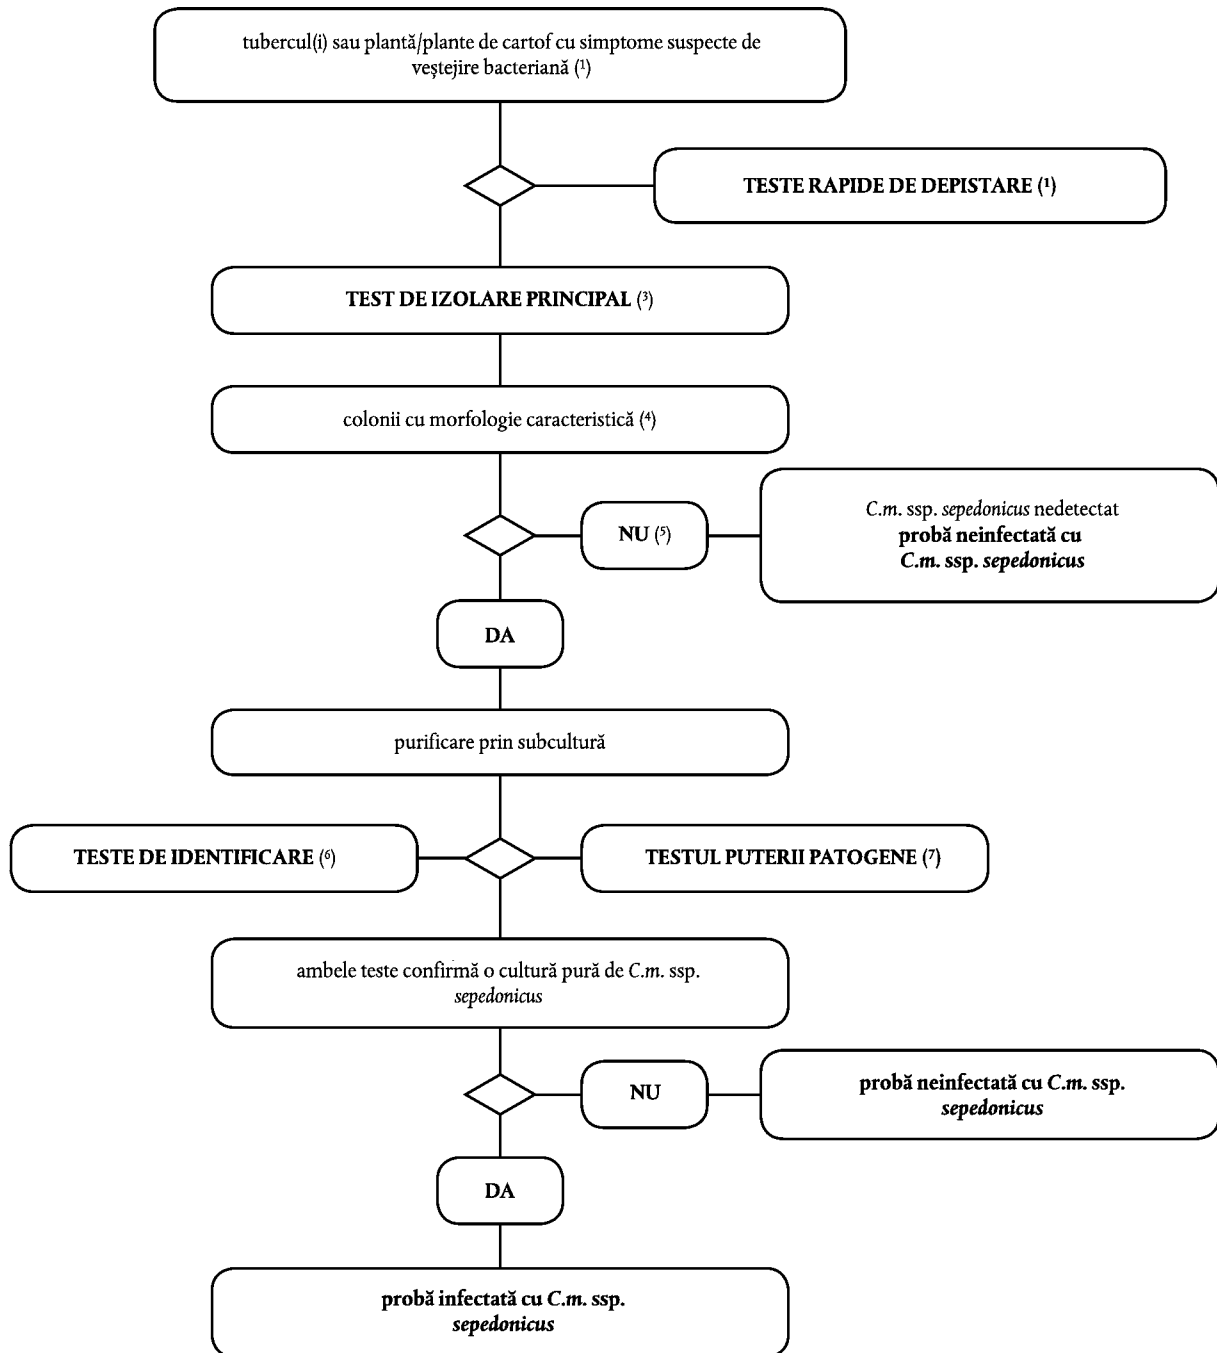 tubercul(i) sau plantă/plante de cartof cu simptome suspecte de
veștejire bacteriană (¹)
TESTE RAPIDE DE DEPISTARE (¹)
TEST DE IZOLARE PRINCIPAL (³)
colonii cu morfologie caracteristică (⁴)
NU (⁵)
C.m. ssp. sepedonicus nedetectat
probă neinfectată cu
C.m. ssp. sepedonicus
DA
purificare prin subcultură
TESTE DE IDENTIFICARE (⁶)
TESTUL PUTERII PATOGENE (⁷)
ambele teste confirmă o cultură pură de C.m. ssp.
sepedonicus
NU
probă neinfectată cu C.m. ssp.
sepedonicus
DA
probă infectată cu C.m. ssp.
sepedonicus